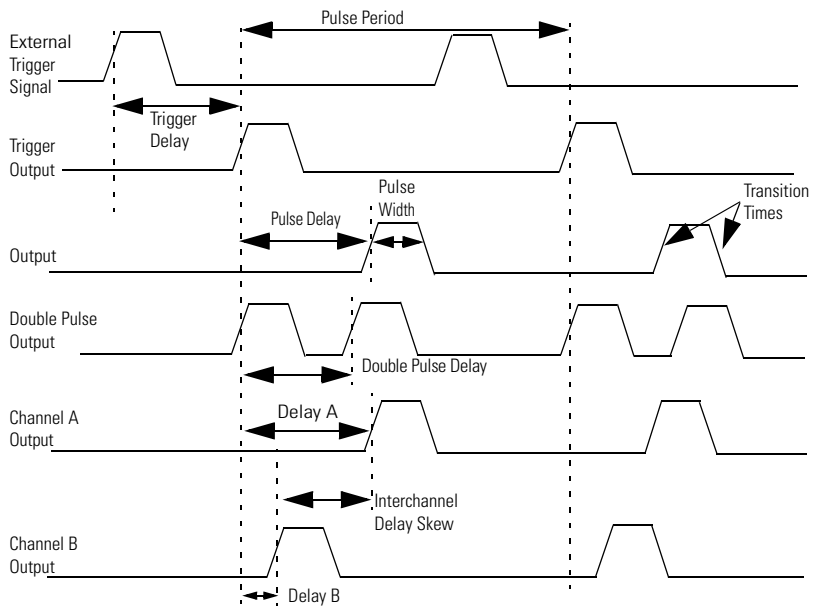 Pulse Period
External
Trigger
Signal
Trigger
Delay
Trigger
Output
Pulse
Width
Transition
Times
Pulse Delay
Output
Double Pulse
Output
Double Pulse Delay
Channel A
Output
Delay A
Interchannel
Delay Skew
Channel B
Output
Delay B